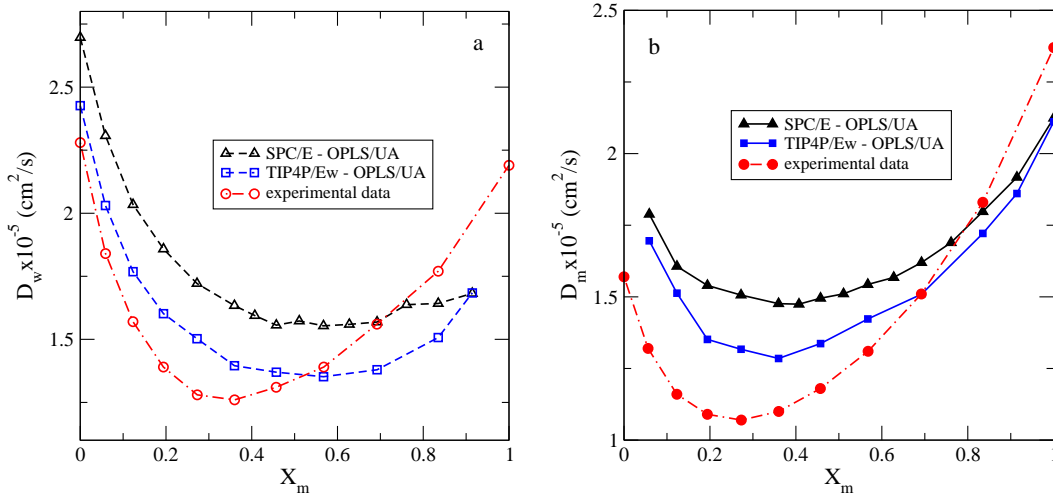 a
D_w x10^-5 (cm^2/s)
2.5
2
1.5
SPC/E - OPLS/UA
TIP4P/Ew - OPLS/UA
experimental data
0
0.2
0.4
0.6
0.8
1
X_m
b
D_m x10^-5 (cm^2/s)
2.5
2
1.5
1
SPC/E - OPLS/UA
TIP4P/Ew - OPLS/UA
experimental data
0
0.2
0.4
0.6
0.8
1
X_m